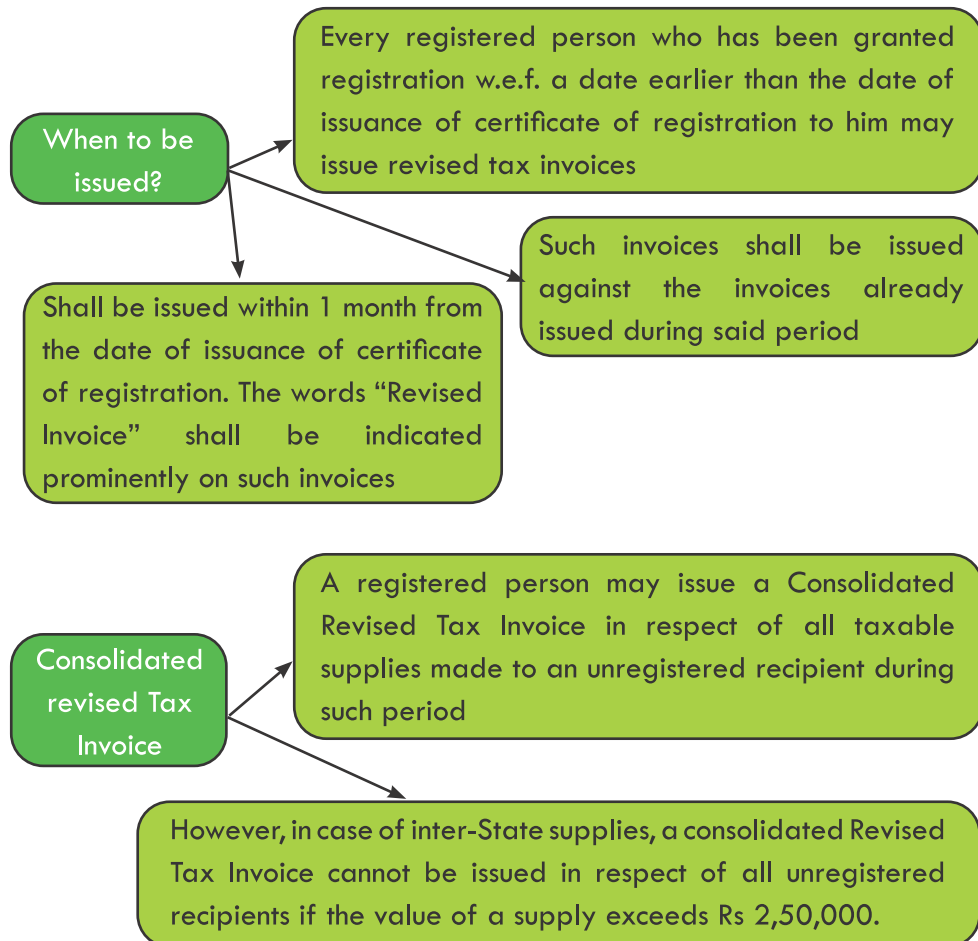 Every registered person who has been granted
registration w.e.f. a date earlier than the date of
issuance of certificate of registration to him may
issue revised tax invoices
When to be
issued?
Such invoices shall be issued
against the invoices already
issued during said period
Shall be issued within 1 month from
the date of issuance of certificate
of registration. The words “Revised
Invoice” shall be indicated
prominently on such invoices
A registered person may issue a Consolidated
Revised Tax Invoice in respect of all taxable
supplies made to an unregistered recipient during
such period
Consolidated
revised Tax
Invoice
However, in case of inter-State supplies, a consolidated Revised
Tax Invoice cannot be issued in respect of all unregistered
recipients if the value of a supply exceeds Rs 2,50,000.